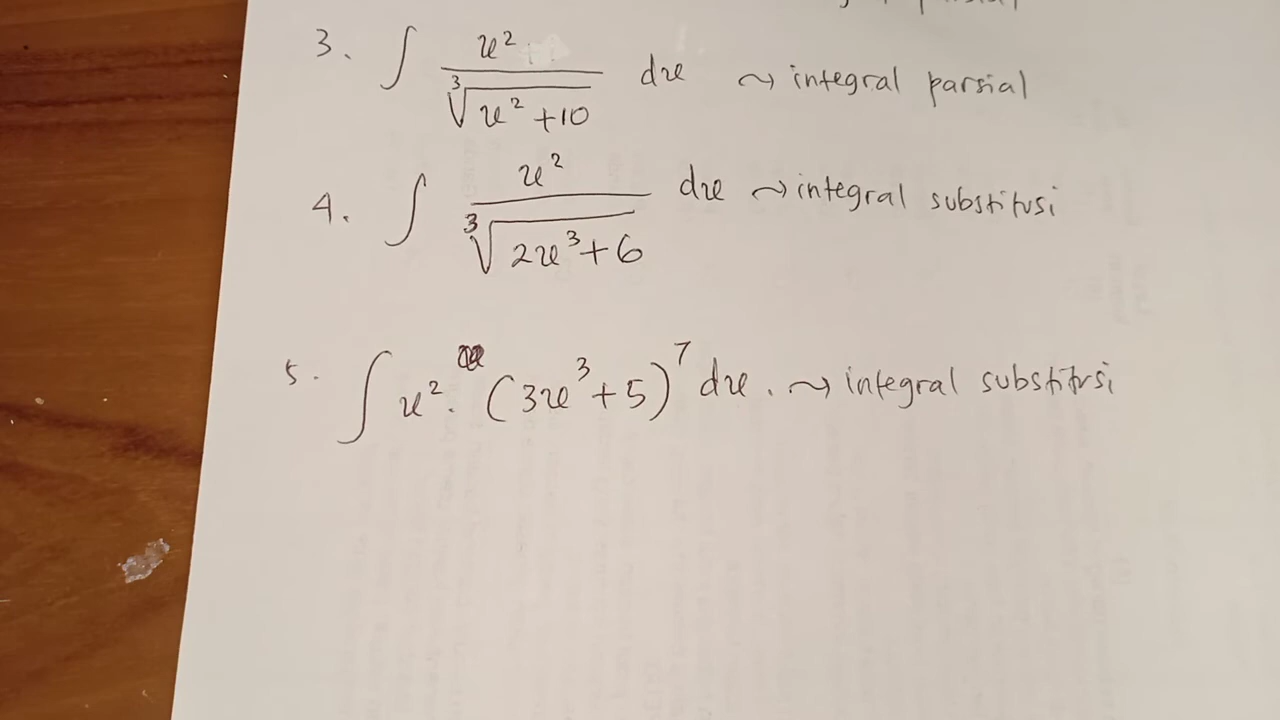 parsial
3. ∫ x² / ∛(x² + 10) dx ⤳ integral parsial
4. ∫ x² / ∛(2x³ + 6) dx ⤳ integral substitusi
5. ∫ x² . (3x³ + 5)⁷ dx . ⤳ integral substitusi